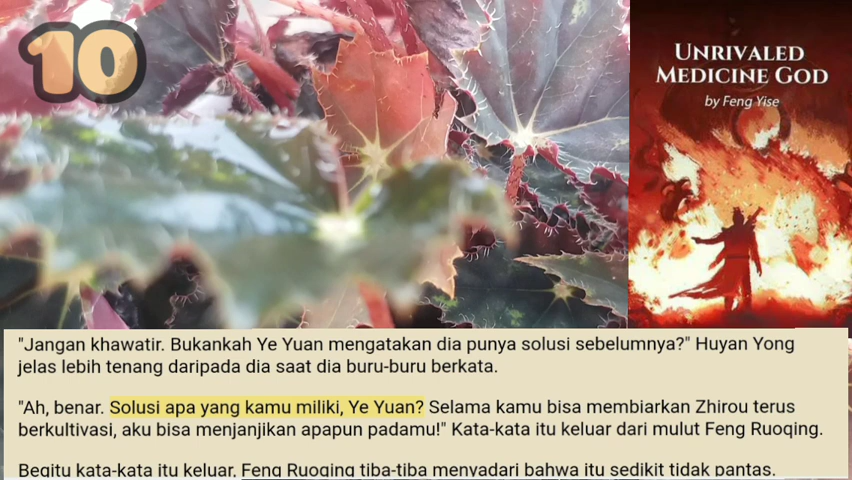 10
UNRIVALED
MEDICINE GOD
by Feng Yise
"Jangan khawatir. Bukankah Ye Yuan mengatakan dia punya solusi sebelumnya?" Huyan Yong
jelas lebih tenang daripada dia saat dia buru-buru berkata.
"Ah, benar. Solusi apa yang kamu miliki, Ye Yuan? Selama kamu bisa membiarkan Zhirou terus
berkultivasi, aku bisa menjanjikan apapun padamu!" Kata-kata itu keluar dari mulut Feng Ruoqing.
Begitu kata-kata itu keluar, Feng Ruoqing tiba-tiba menyadari bahwa itu sedikit tidak pantas.